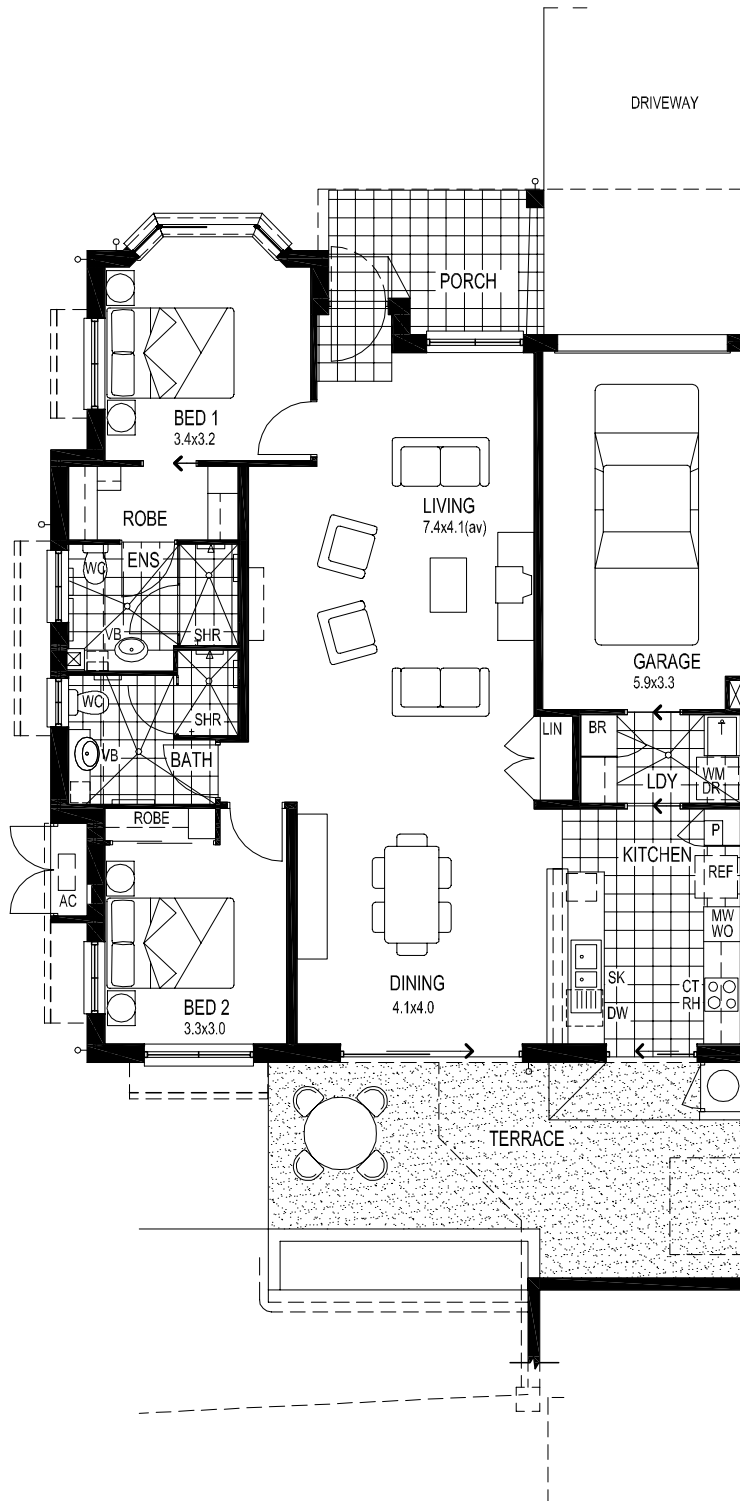 DRIVEWAY
PORCH
BED 1
3.4x3.2
LIVING
7.4x4.1(av)
ROBE
ENS
WC
VB
SHR
GARAGE
5.9x3.3
WC
VB
SHR
BATH
LIN
BR
LDY
WM
DR
ROBE
P
KITCHEN
REF
AC
MW
WO
DINING
4.1x4.0
SK
CT
RH
DW
BED 2
3.3x3.0
TERRACE